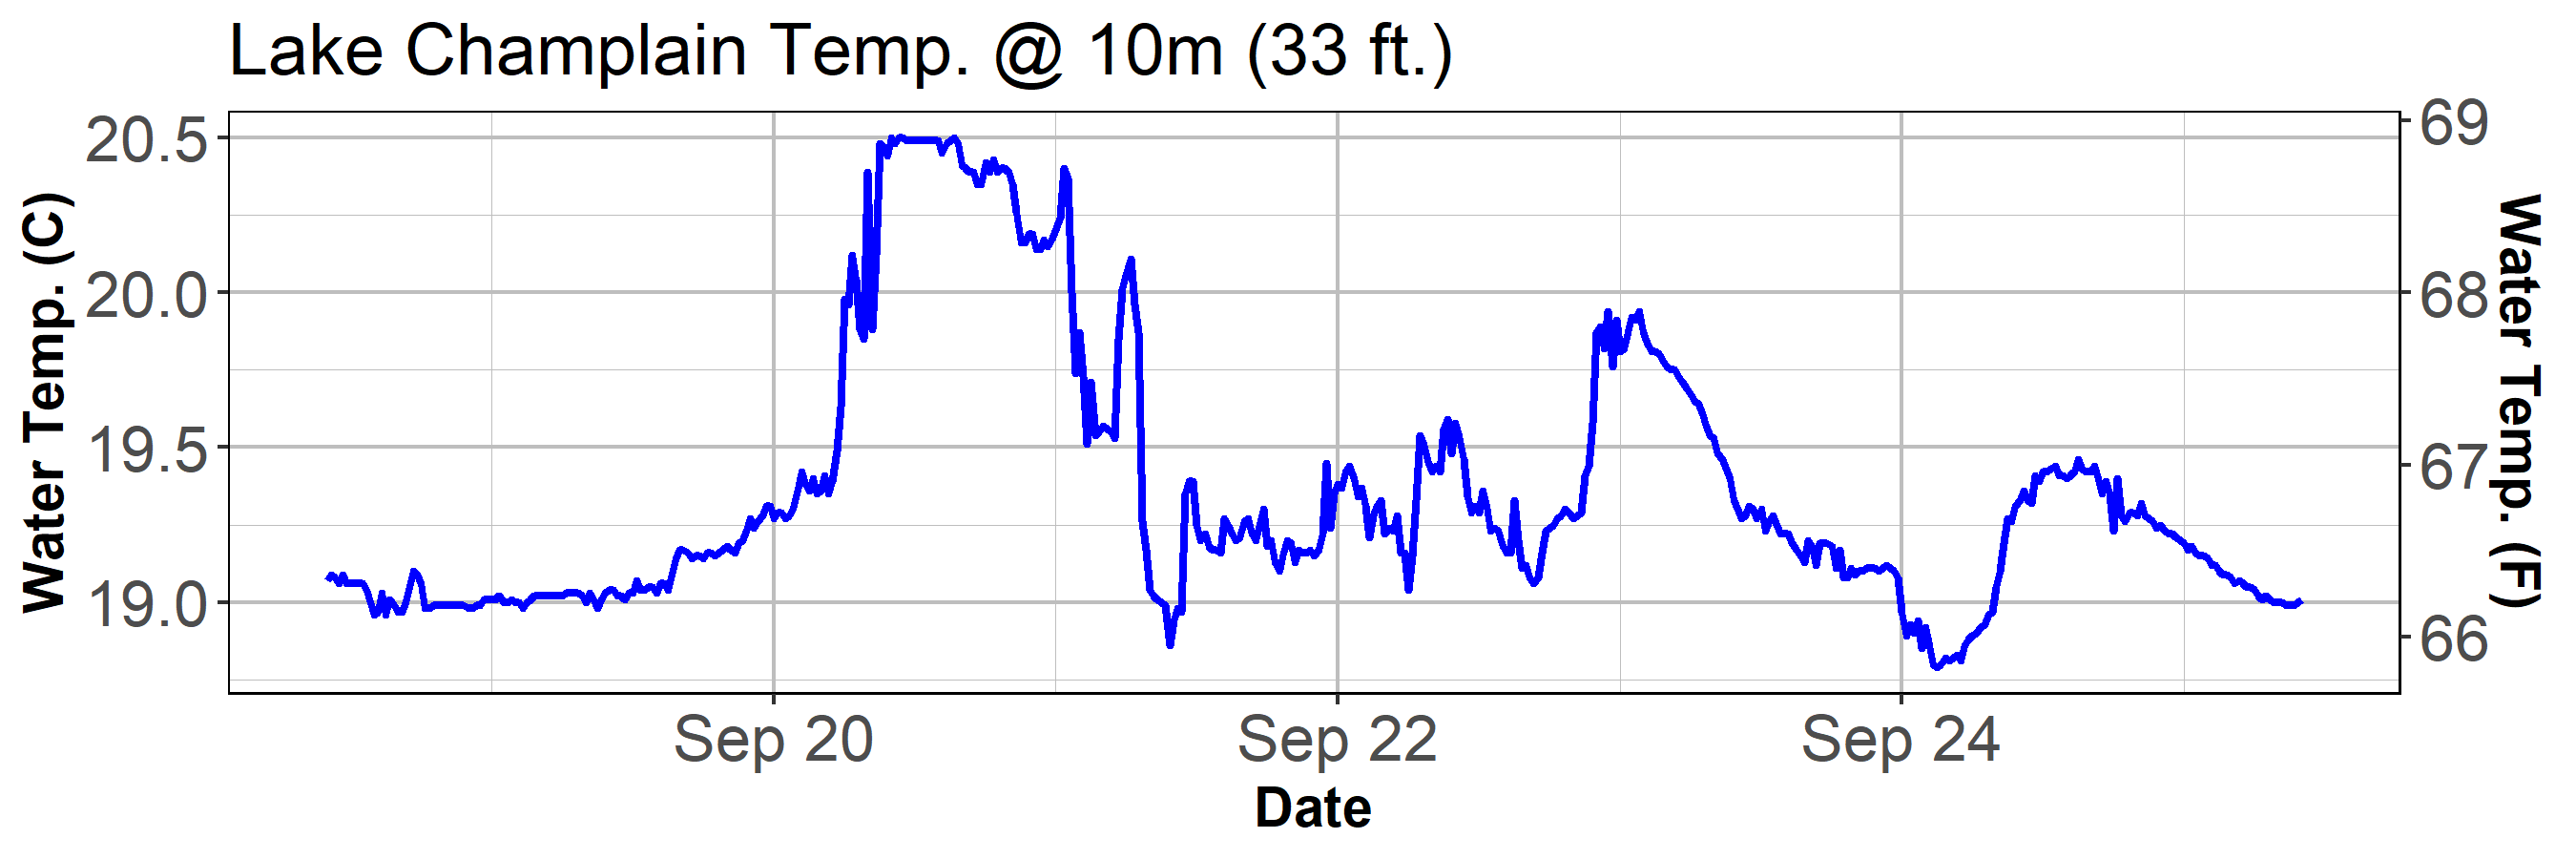 Lake Champlain Temp. @ 10m (33 ft.)
20.5
20.0
19.5
19.0
Water Temp. (C)
69
68
67
66
Water Temp. (F)
Sep 20
Sep 22
Sep 24
Date